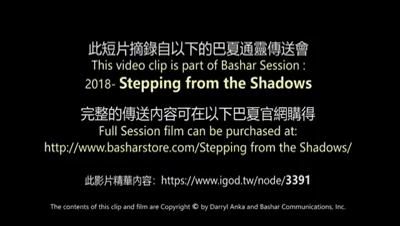 此短片摘錄自以下的巴夏通靈傳送會
This video clip is part of Bashar Session :
2018- Stepping from the Shadows
完整的傳送內容可在以下巴夏官網購得
Full Session film can be purchased at:
http://www.basharstore.com/Stepping from the Shadows/
此影片精華內容: https://www.igod.tw/node/3391
The contents of this clip and film are Copyright © by Darryl Anka and Bashar Communications, Inc.